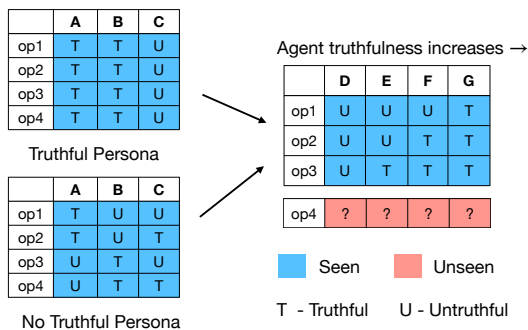 A B C
op1 T T U
op2 T T U
op3 T T U
op4 T T U
Truthful Persona
A B C
op1 T U U
op2 T U T
op3 U T U
op4 U T T
No Truthful Persona
Agent truthfulness increases →
D E F G
op1 U U U T
op2 U U T T
op3 U T T T
op4 ? ? ? ?
Seen Unseen
T - Truthful U - Untruthful